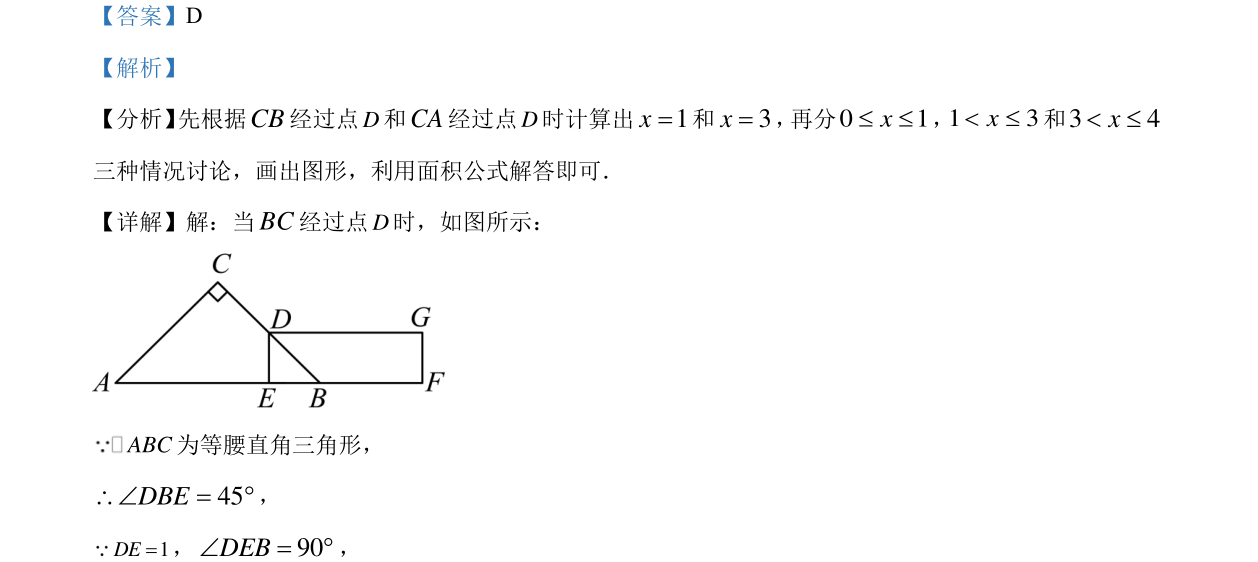 【答案】D
【解析】
【分析】先根据CB经过点D和CA经过点D时计算出x=1和x=3，再分0≤x≤1，1<x≤3和3<x≤4
三种情况讨论，画出图形，利用面积公式解答即可．
【详解】解：当BC经过点D时，如图所示：
C
D G
A E B F
∵□ABC为等腰直角三角形，
∴∠DBE=45°，
∵DE=1，∠DEB=90°，